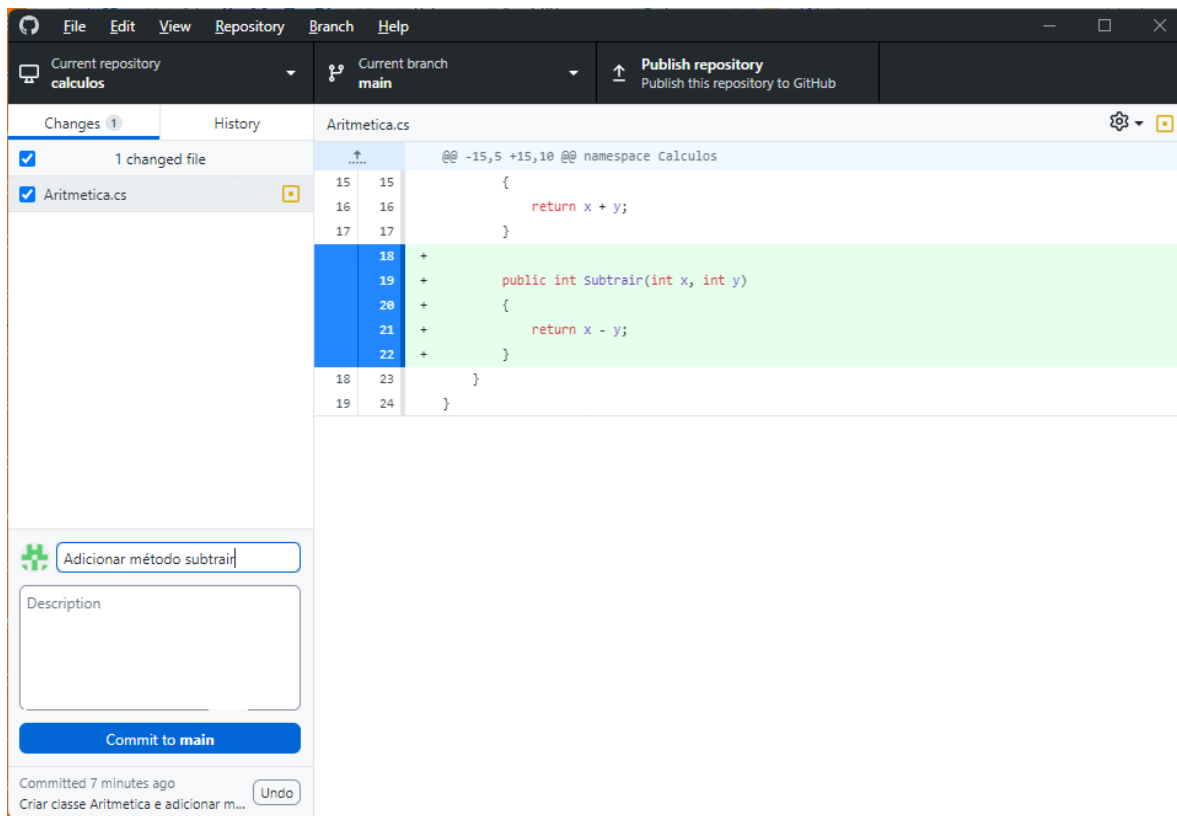 File Edit View Repository Branch Help
Current repository
calculos
Current branch
main
Publish repository
Publish this repository to GitHub
Changes 1 History
1 changed file
Aritmetica.cs
Aritmetica.cs
@@ -15,5 +15,10 @@ namespace Calculos
15 15 {
16 16 return x + y;
17 17 }
18 +
19 + public int Subtrair(int x, int y)
20 + {
21 + return x - y;
22 + }
18 23 }
19 24 }
Adicionar método subtrair
Description
Commit to main
Committed 7 minutes ago
Criar classe Aritmetica e adicionar m...
Undo